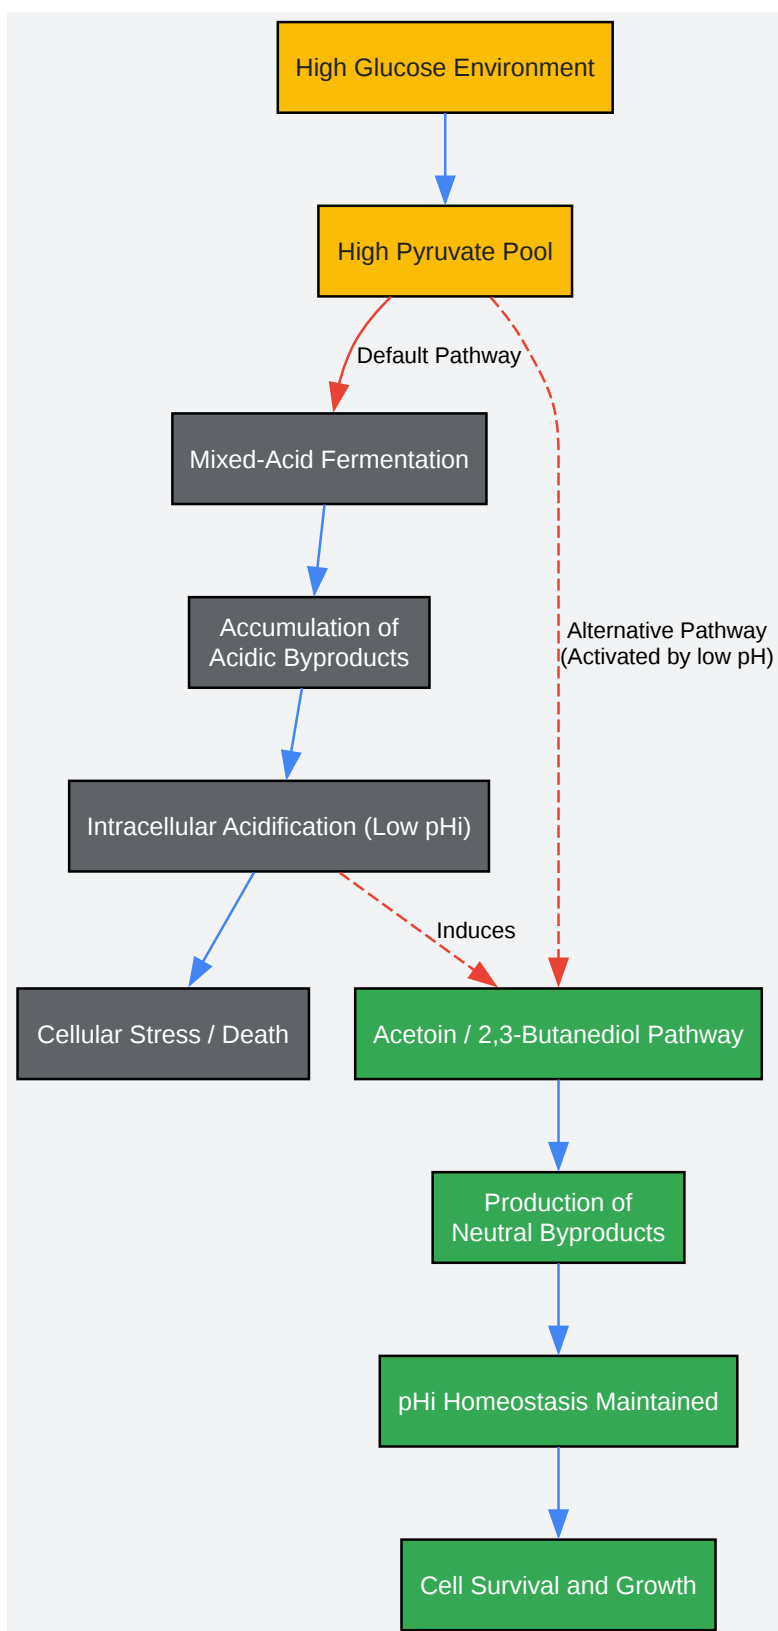 High Glucose Environment
High Pyruvate Pool
Default Pathway
Mixed-Acid Fermentation
Accumulation of
Acidic Byproducts
Alternative Pathway
(Activated by low pH)
Intracellular Acidification (Low pHi)
Induces
Cellular Stress / Death
Acetoin / 2,3-Butanediol Pathway
Production of
Neutral Byproducts
pHi Homeostasis Maintained
Cell Survival and Growth